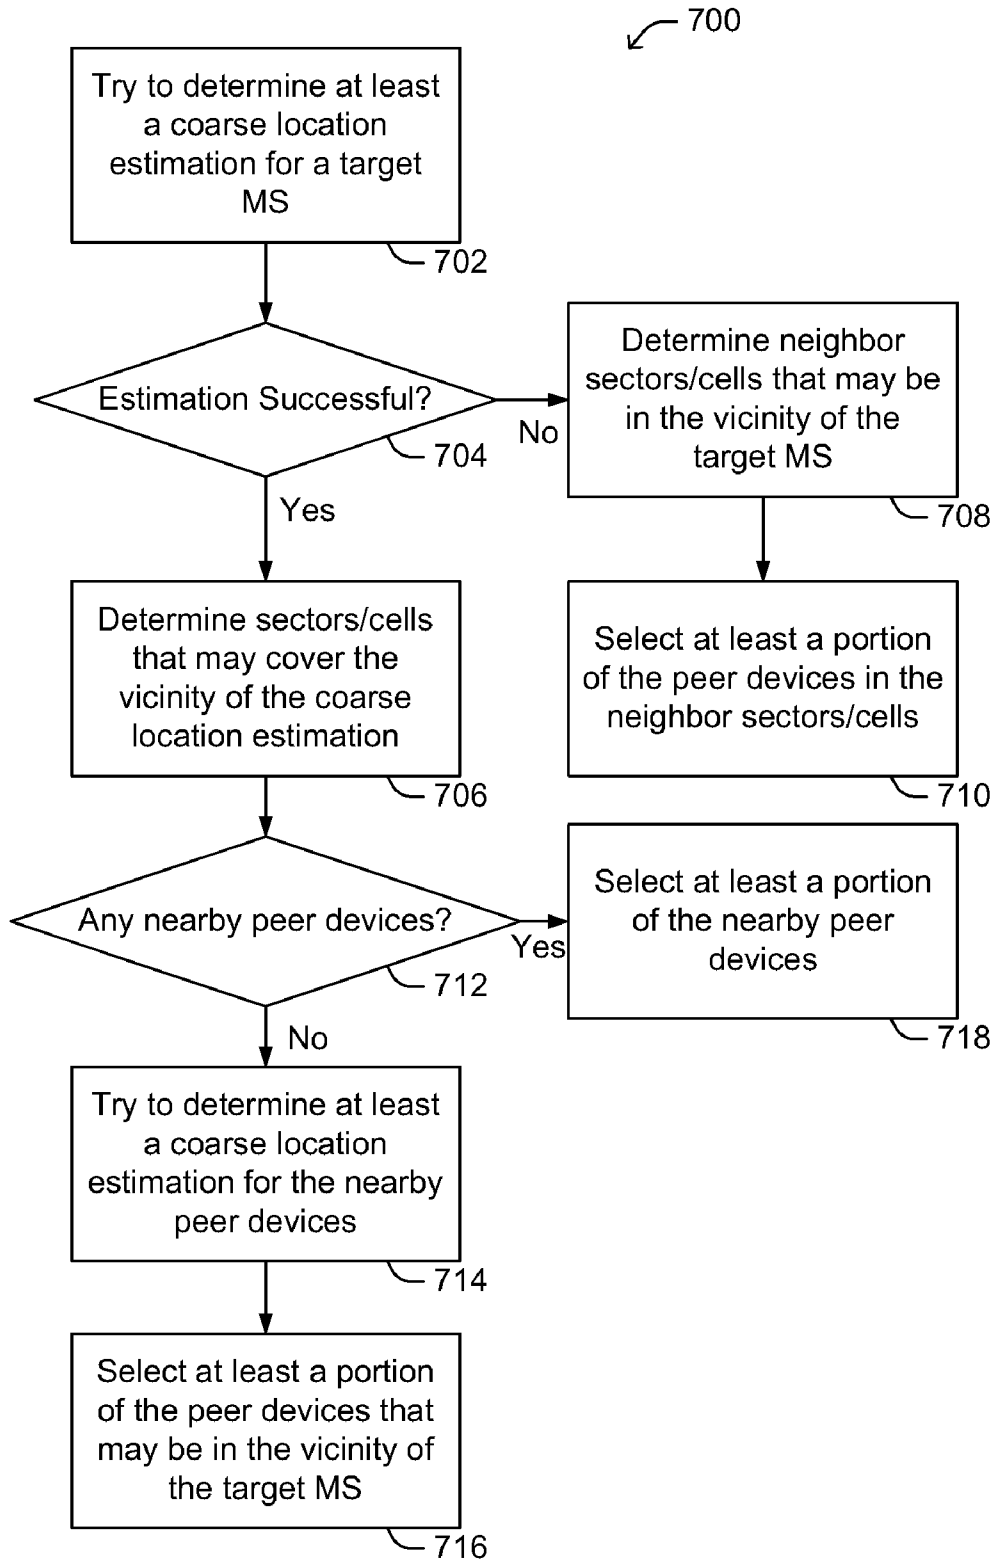 700
Try to determine at least
a coarse location
estimation for a target
MS
702
Estimation Successful?
704
No
Yes
Determine neighbor
sectors/cells that may be
in the vicinity of the
target MS
708
Select at least a portion
of the peer devices in the
neighbor sectors/cells
710
Determine sectors/cells
that may cover the
vicinity of the coarse
location estimation
706
Any nearby peer devices?
712
Yes
No
Select at least a portion
of the nearby peer
devices
718
Try to determine at least
a coarse location
estimation for the nearby
peer devices
714
Select at least a portion
of the peer devices that
may be in the vicinity of
the target MS
716